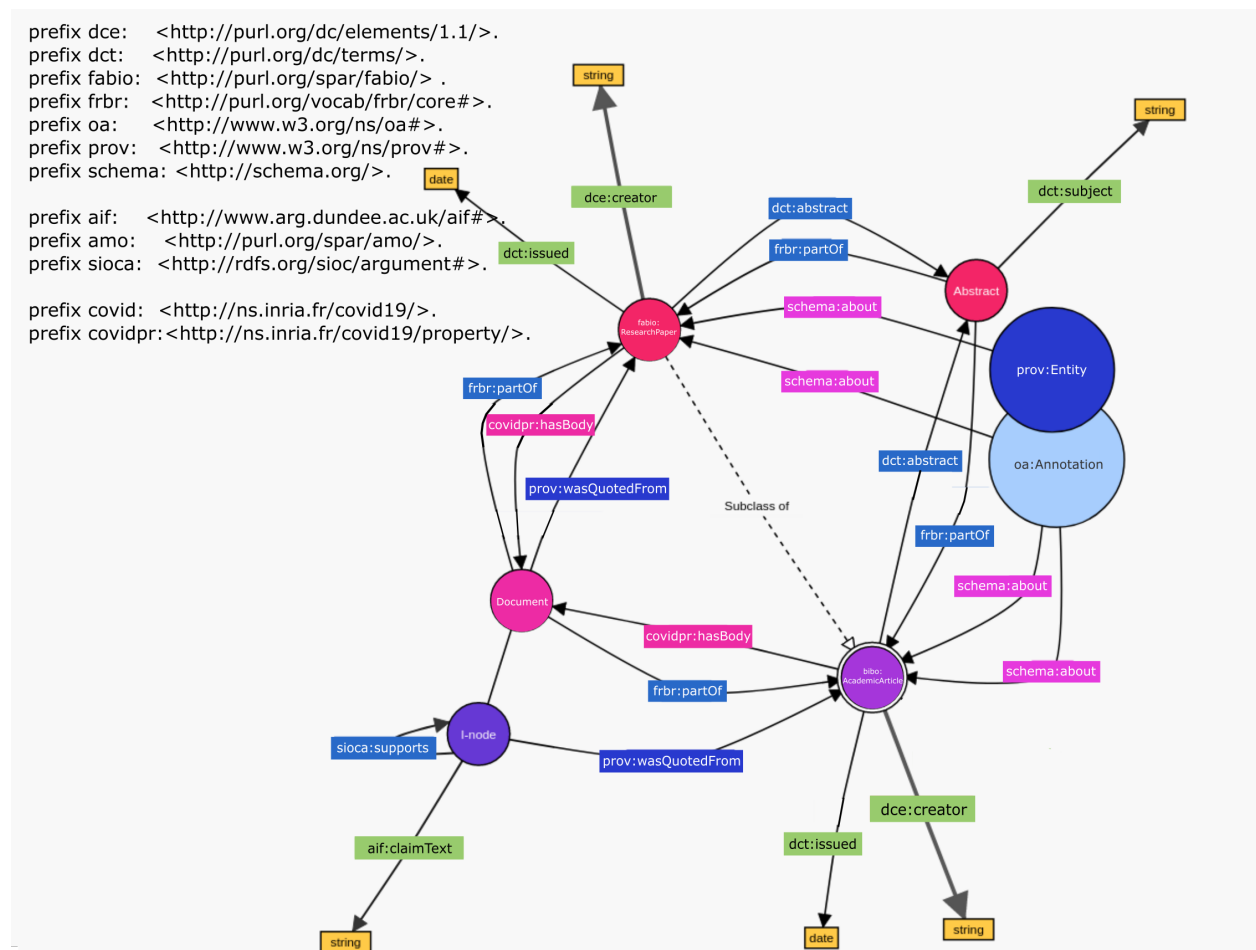 prefix dce: <http://purl.org/dc/elements/1.1/>.
prefix dct: <http://purl.org/dc/terms/>.
prefix fabio: <http://purl.org/spar/fabio/> .
prefix frbr: <http://purl.org/vocab/frbr/core#>.
prefix oa: <http://www.w3.org/ns/oa#>.
prefix prov: <http://www.w3.org/ns/prov#>.
prefix schema: <http://schema.org/>.
prefix aif: <http://www.arg.dundee.ac.uk/aif#>.
prefix amo: <http://purl.org/spar/amo/>.
prefix sioca: <http://rdfs.org/sioc/argument#>.
prefix covid: <http://ns.inria.fr/covid19/>.
prefix covidpr:<http://ns.inria.fr/covid19/property/>.
string
string
date
dce:creator
dct:subject
dct:abstract
dct:issued
frbr:partOf
Abstract
schema:about
fabio:
ResearchPaper
prov:Entity
schema:about
frbr:partOf
covidpr:hasBody
dct:abstract
oa:Annotation
prov:wasQuotedFrom
Subclass of
frbr:partOf
schema:about
Document
covidpr:hasBody
bibo:
AcademicArticle
schema:about
frbr:partOf
I-node
sioca:supports
prov:wasQuotedFrom
dce:creator
aif:claimText
dct:issued
string
date
string